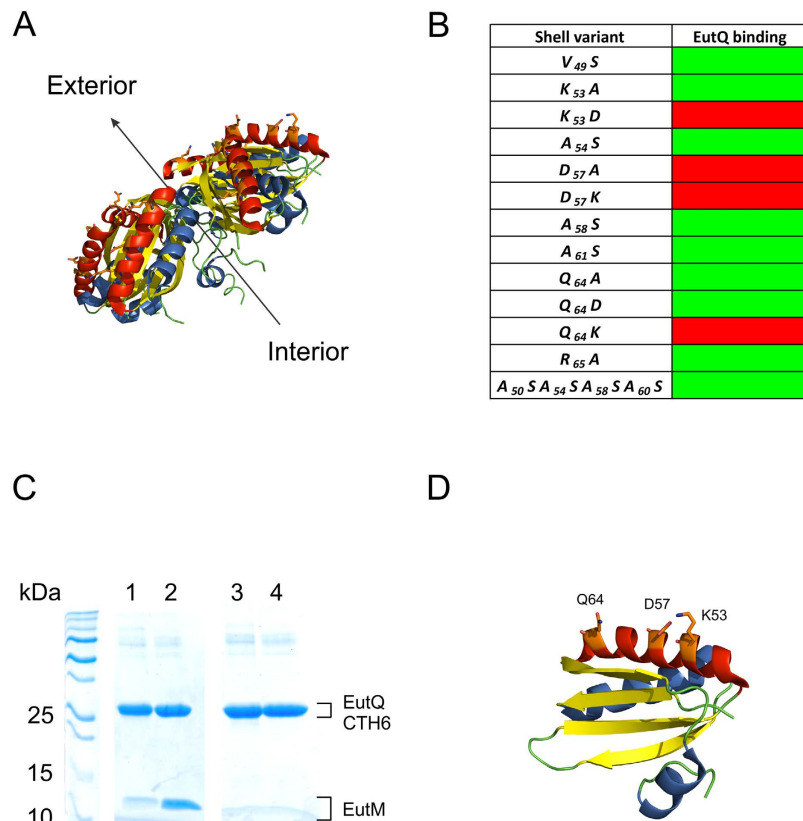 A
Exterior
Interior
B
Shell variant EutQ binding
V 49 S
K 53 A
K 53 D
A 54 S
D 57 A
D 57 K
A 58 S
A 61 S
Q 64 A
Q 64 D
Q 64 K
R 65 A
A 50 S A 54 S A 58 S A 60 S
C
kDa 1 2 3 4
25
15
10
EutQ
CTH6
EutM
D
Q64 D57 K53